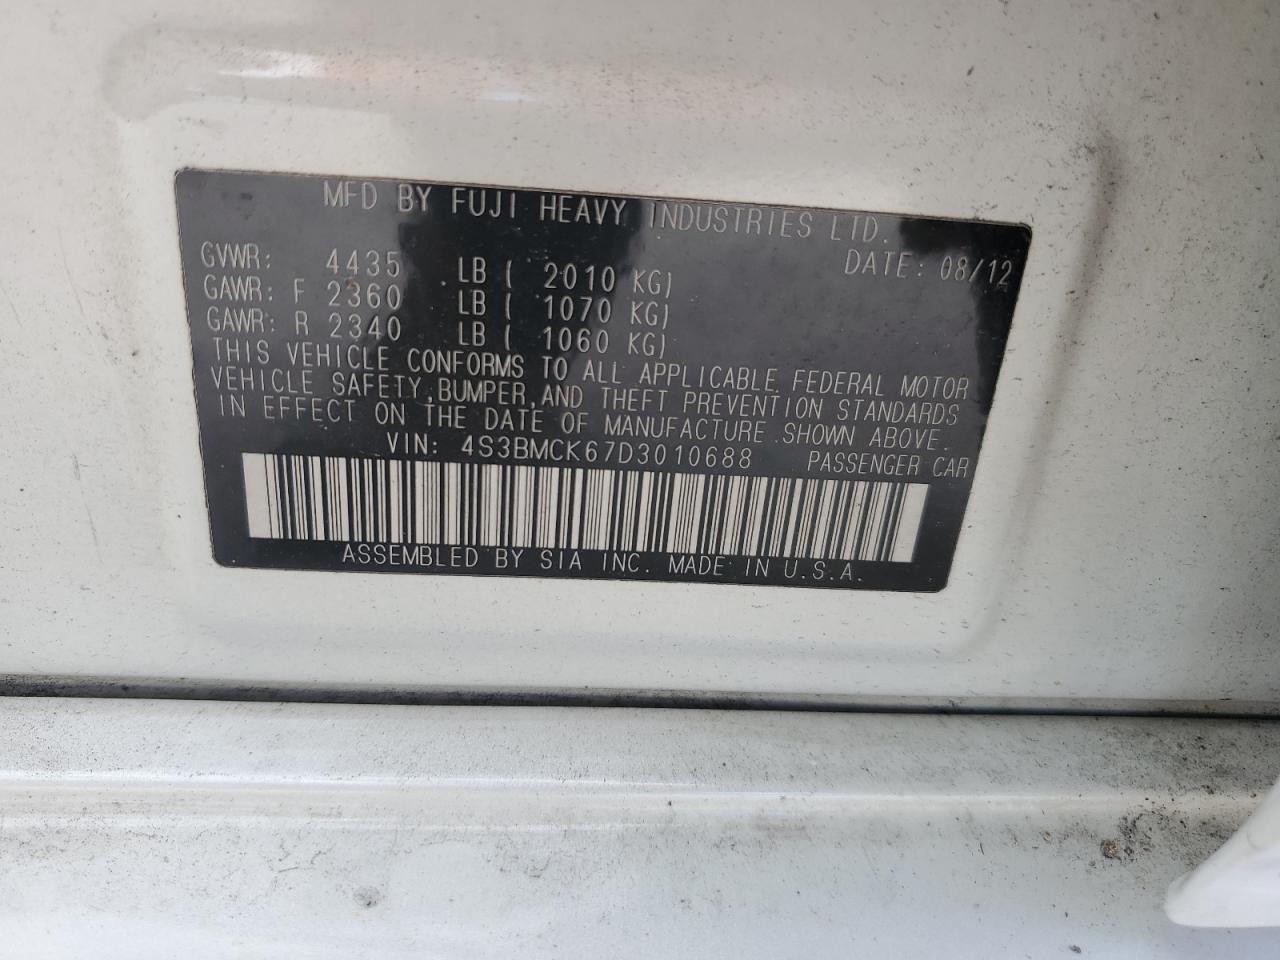 MFD BY FUJI HEAVY INDUSTRIES LTD.
DATE: 08/12
GVWR: 4435 LB ( 2010 KG)
GAWR: F 2360 LB ( 1070 KG)
GAWR: R 2340 LB ( 1060 KG)
THIS VEHICLE CONFORMS TO ALL APPLICABLE FEDERAL MOTOR
VEHICLE SAFETY, BUMPER, AND THEFT PREVENTION STANDARDS
IN EFFECT ON THE DATE OF MANUFACTURE SHOWN ABOVE.
VIN: 4S3BMCK67D3010688 PASSENGER CAR
ASSEMBLED BY SIA INC. MADE IN U.S.A.